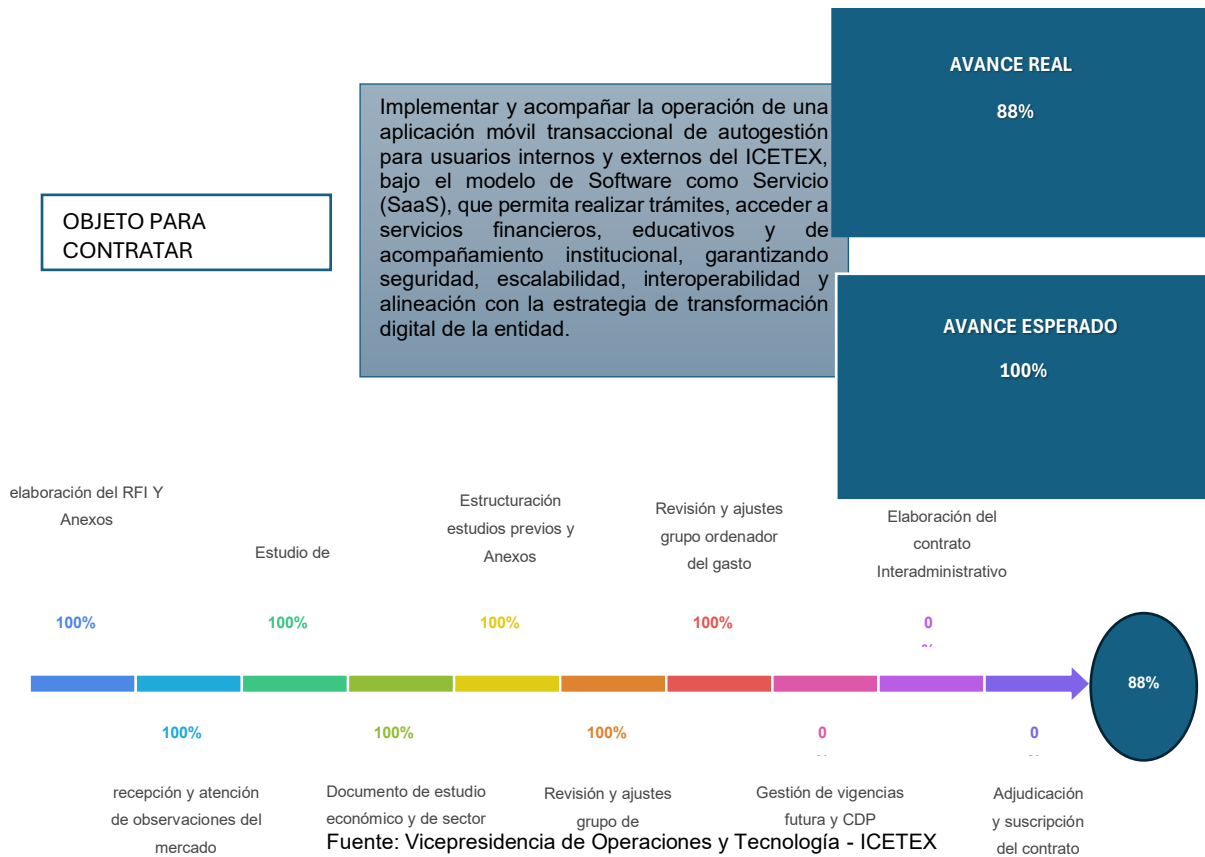 AVANCE REAL
88%
Implementar y acompañar la operación de una
aplicación móvil transaccional de autogestión
para usuarios internos y externos del ICETEX,
bajo el modelo de Software como Servicio
(SaaS), que permita realizar trámites, acceder a
servicios financieros, educativos y de
acompañamiento institucional, garantizando
seguridad, escalabilidad, interoperabilidad y
alineación con la estrategia de transformación
digital de la entidad.
OBJETO PARA
CONTRATAR
AVANCE ESPERADO
100%
elaboración del RFI Y
Anexos
Estudio de
Estructuración
estudios previos y
Anexos
Revisión y ajustes
grupo ordenador
del gasto
Elaboración del
contrato
Interadministrativo
100%
100%
100%
100%
0
88%
100%
100%
100%
0
0
recepción y atención
de observaciones del
mercado
Documento de estudio
económico y de sector
Revisión y ajustes
grupo de
Gestión de vigencias
futura y CDP
Adjudicación
y suscripción
del contrato
Fuente: Vicepresidencia de Operaciones y Tecnología - ICETEX